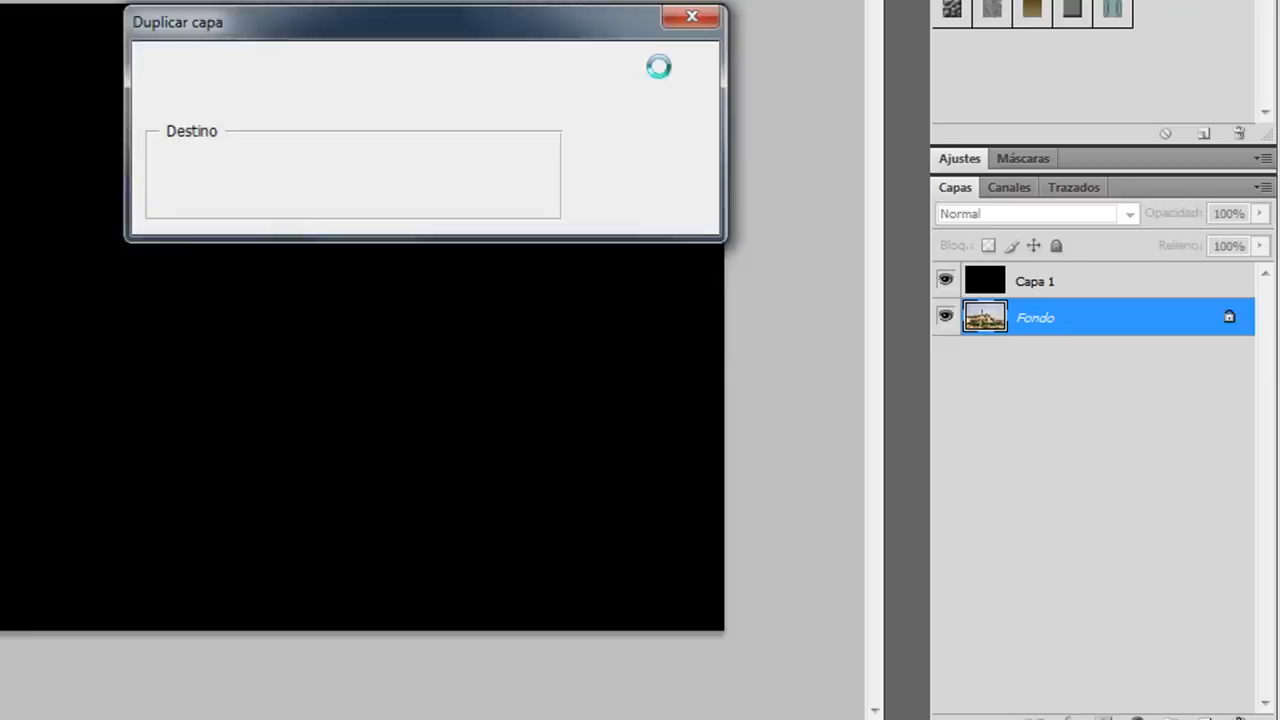 Duplicar capa
Destino
Ajustes Máscaras
Capas Canales Trazados
Normal Opacidad: 100%
Bloq.: Relleno: 100%
Capa 1
Fondo